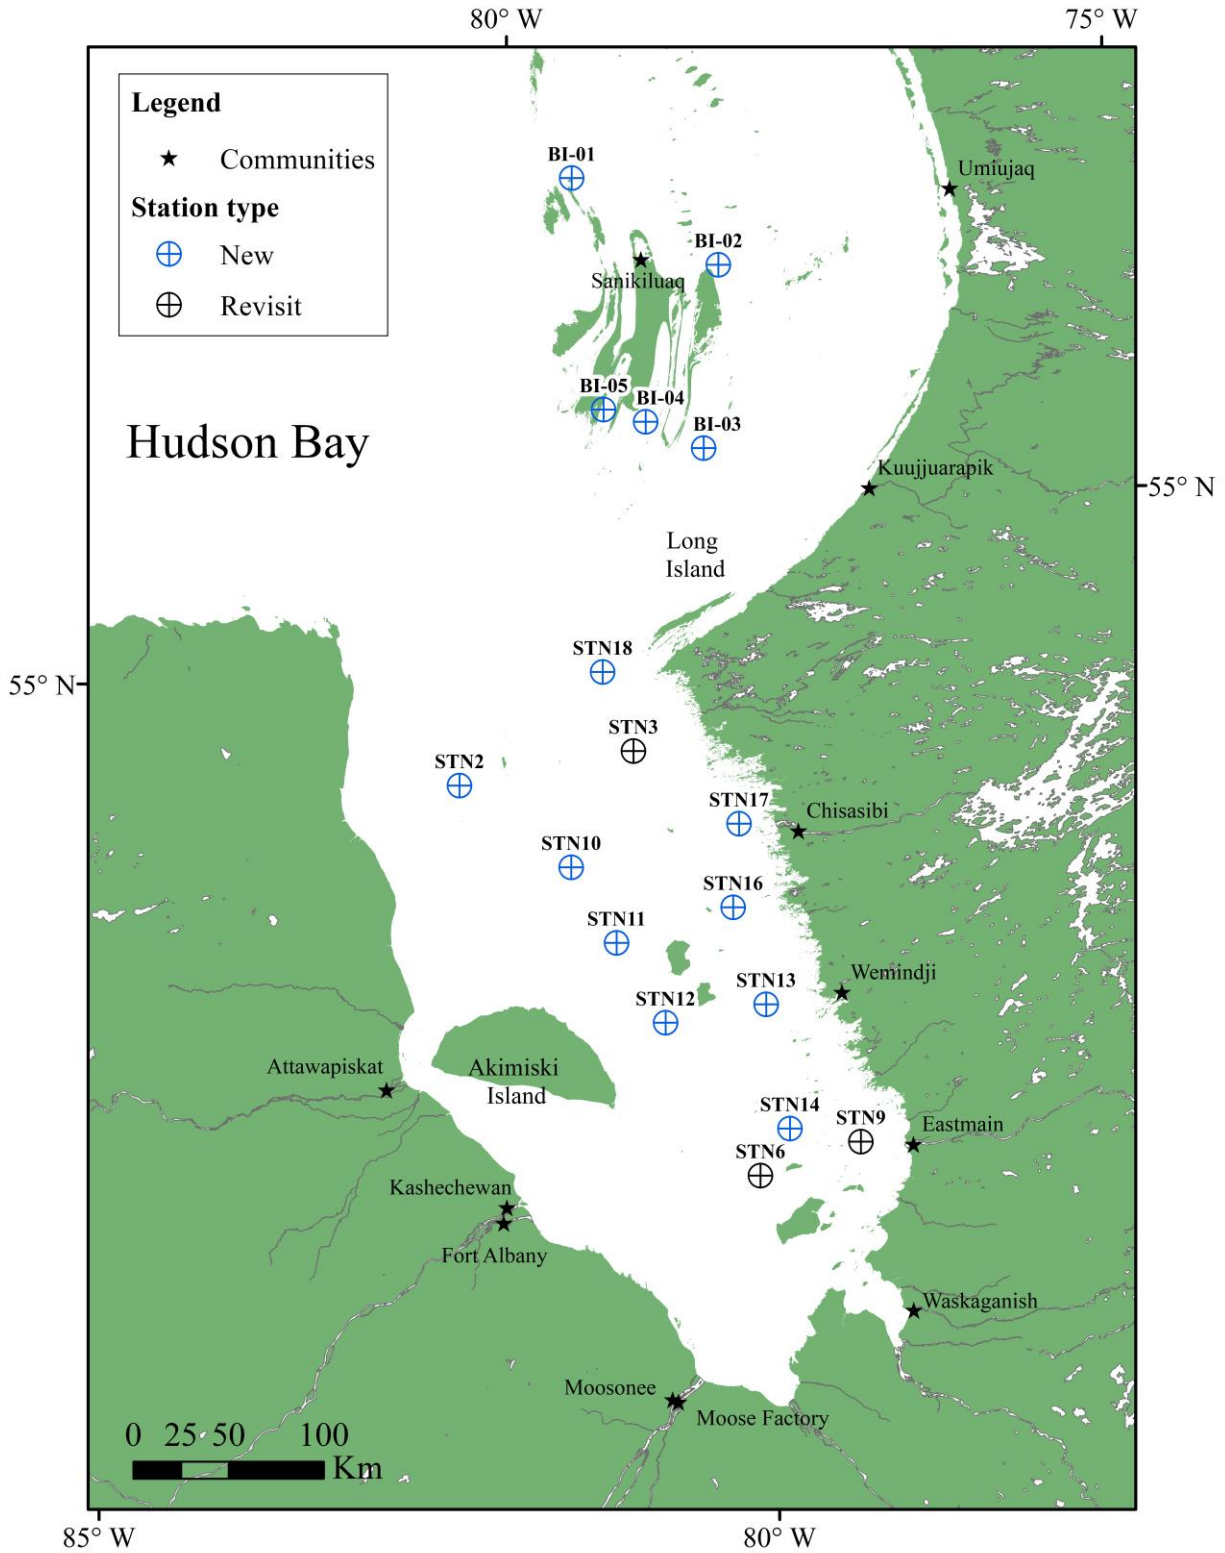 80° W
75° W
Legend
Communities
Station type
New
Revisit
BI-01
Umiujaq
BI-02
Sanikiluaq
BI-05
BI-04
BI-03
Hudson Bay
Kuujjuarapik
55° N
Long
Island
STN18
55° N
STN3
STN2
STN17
Chisasibi
STN10
STN16
STN11
Wemindji
STN13
STN12
Attawapiskat
Akimiski
Island
STN14
STN9
Eastmain
STN6
Kashechewan
Fort Albany
Waskaganish
Moosonee
Moose Factory
0 25 50 100
Km
85° W
80° W